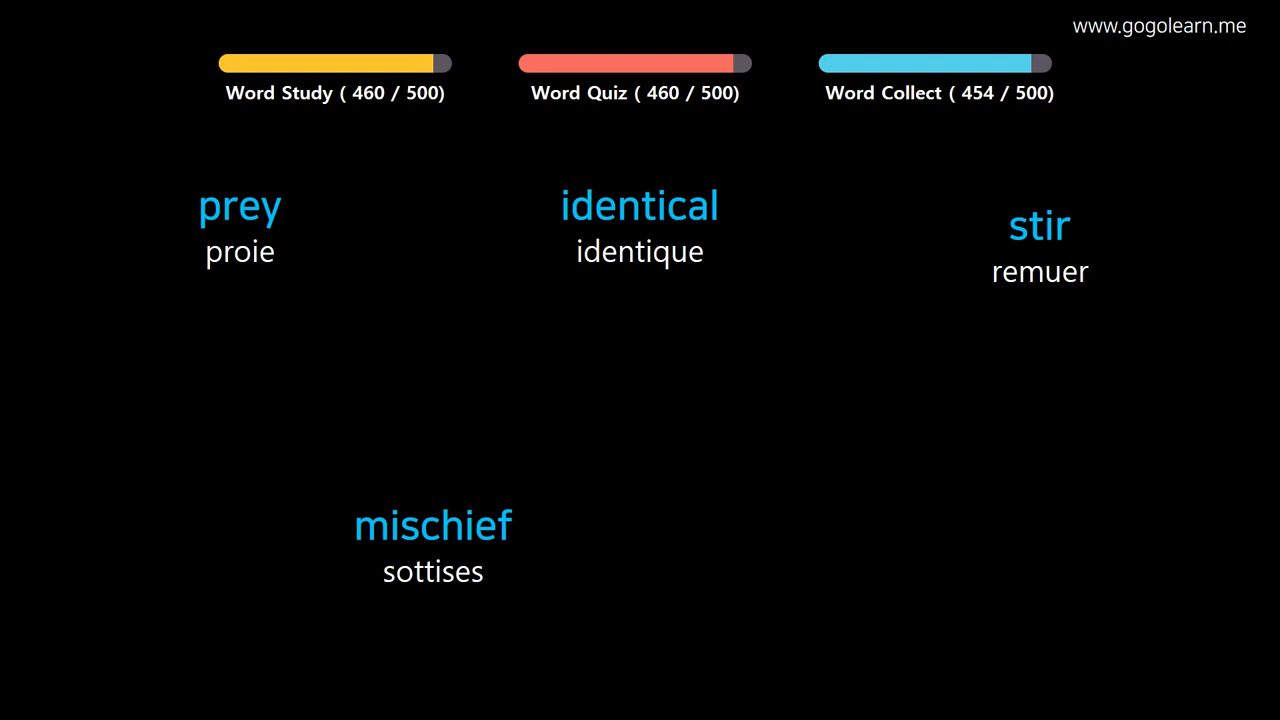 www.gogolearn.me
Word Study ( 460 / 500)
Word Quiz ( 460 / 500)
Word Collect ( 454 / 500)
prey
proie
identical
identique
stir
remuer
mischief
sottises